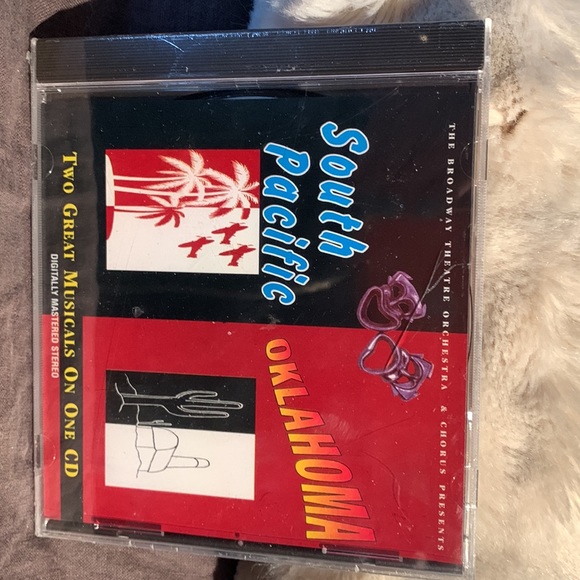 THE BROADWAY THEATRE ORCHESTRA & CHORUS PRESENTS
South
Pacific
OKLAHOMA
TWO GREAT MUSICALS ON ONE CD
DIGITALLY MASTERED STEREO